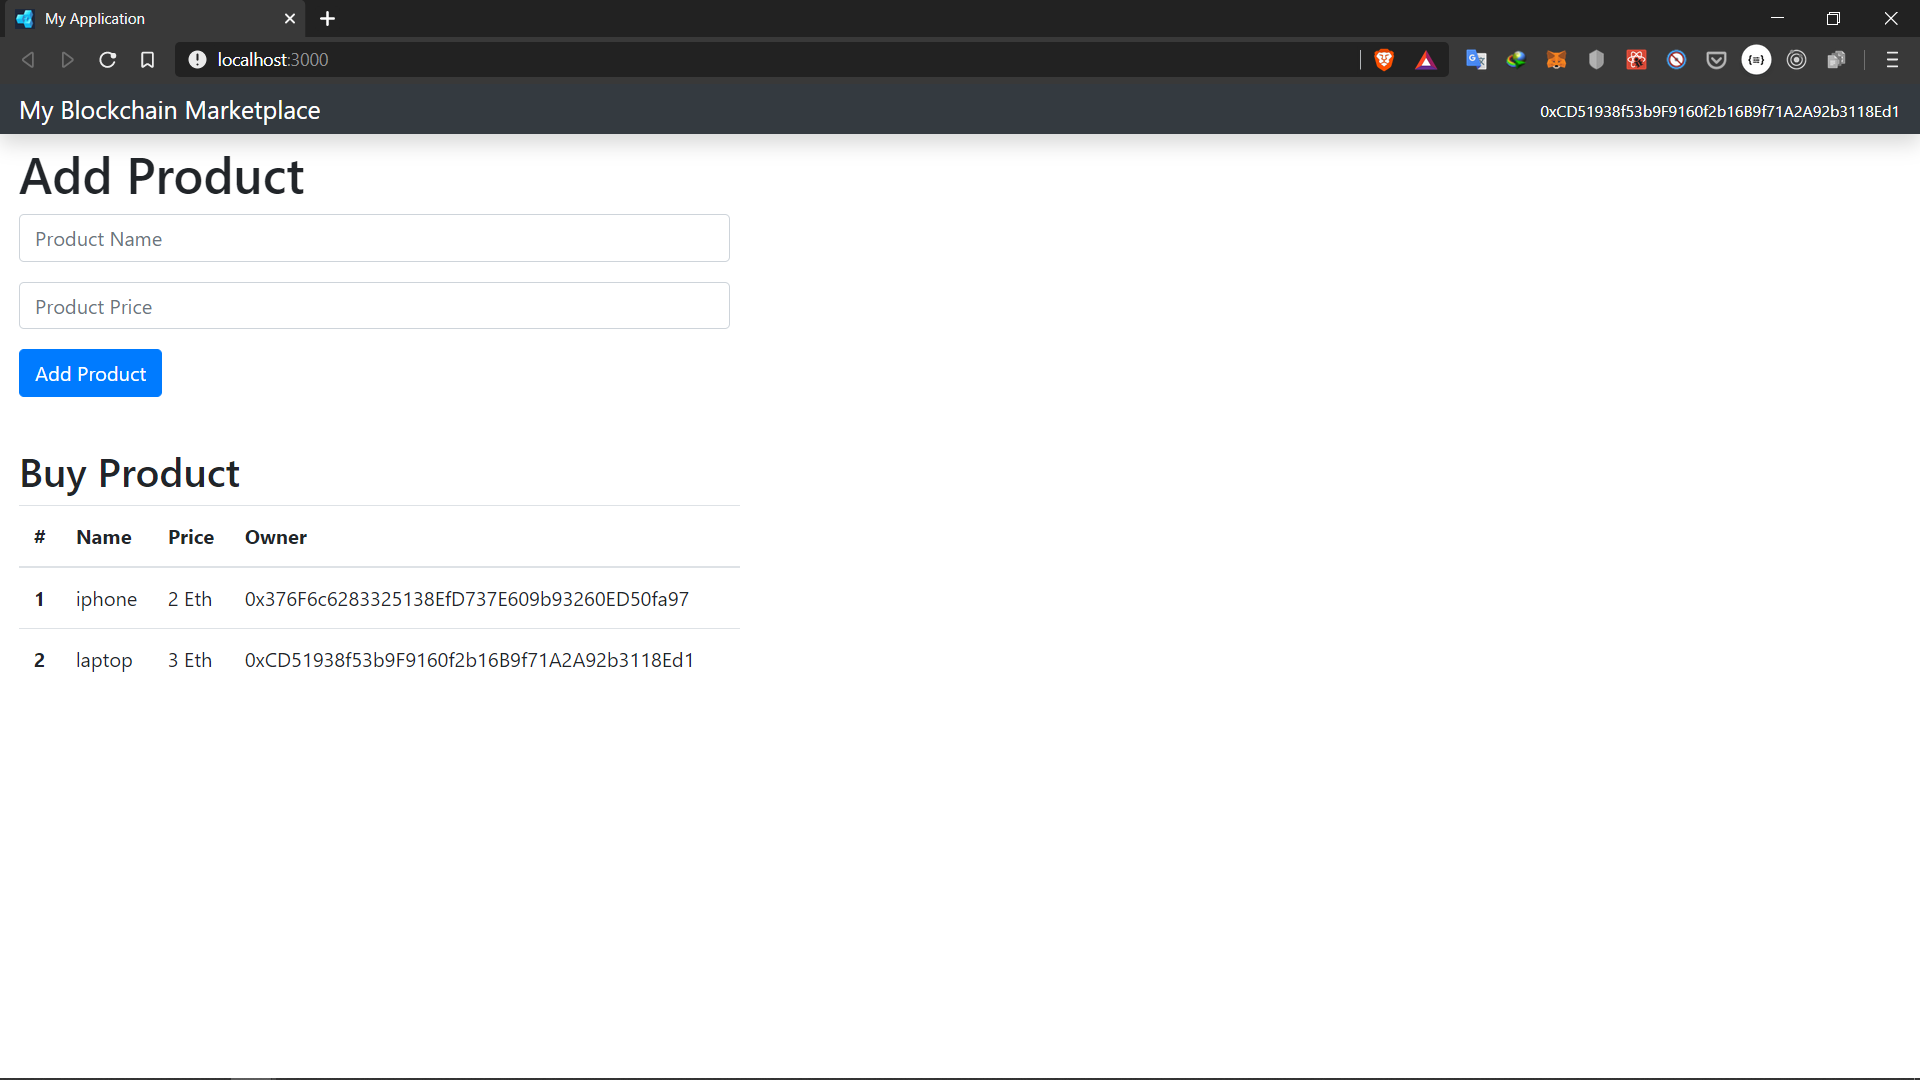 My Application
localhost:3000
My Blockchain Marketplace
0xCD51938f53b9F9160f2b16B9f71A2A92b3118Ed1
Add Product
Product Name
Product Price
Add Product
Buy Product
# Name Price Owner
1 iphone 2 Eth 0x376F6c6283325138EfD737E609b93260ED50fa97
2 laptop 3 Eth 0xCD51938f53b9F9160f2b16B9f71A2A92b3118Ed1